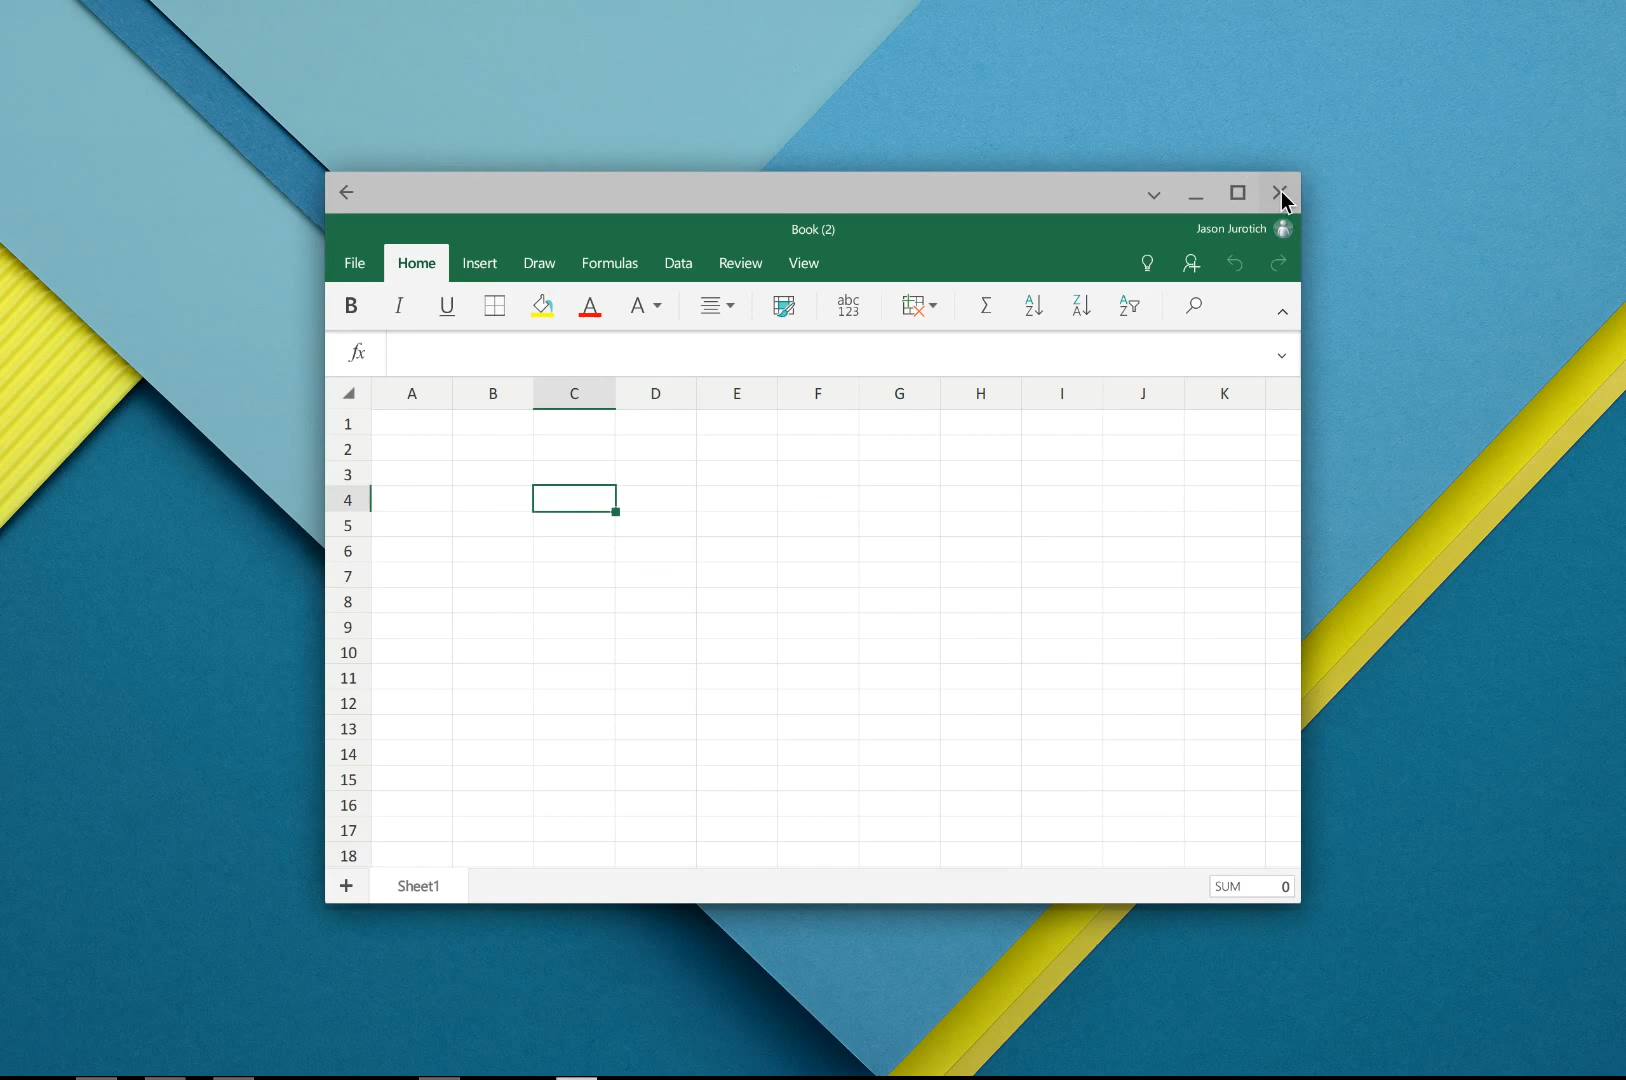 Book (2)
Jason Jurotich
File Home Insert Draw Formulas Data Review View
B I U A A abc 123 Σ A Z Z A A Z
fx
A B C D E F G H I J K
1
2
3
4
5
6
7
8
9
10
11
12
13
14
15
16
17
18
+ Sheet1 SUM 0